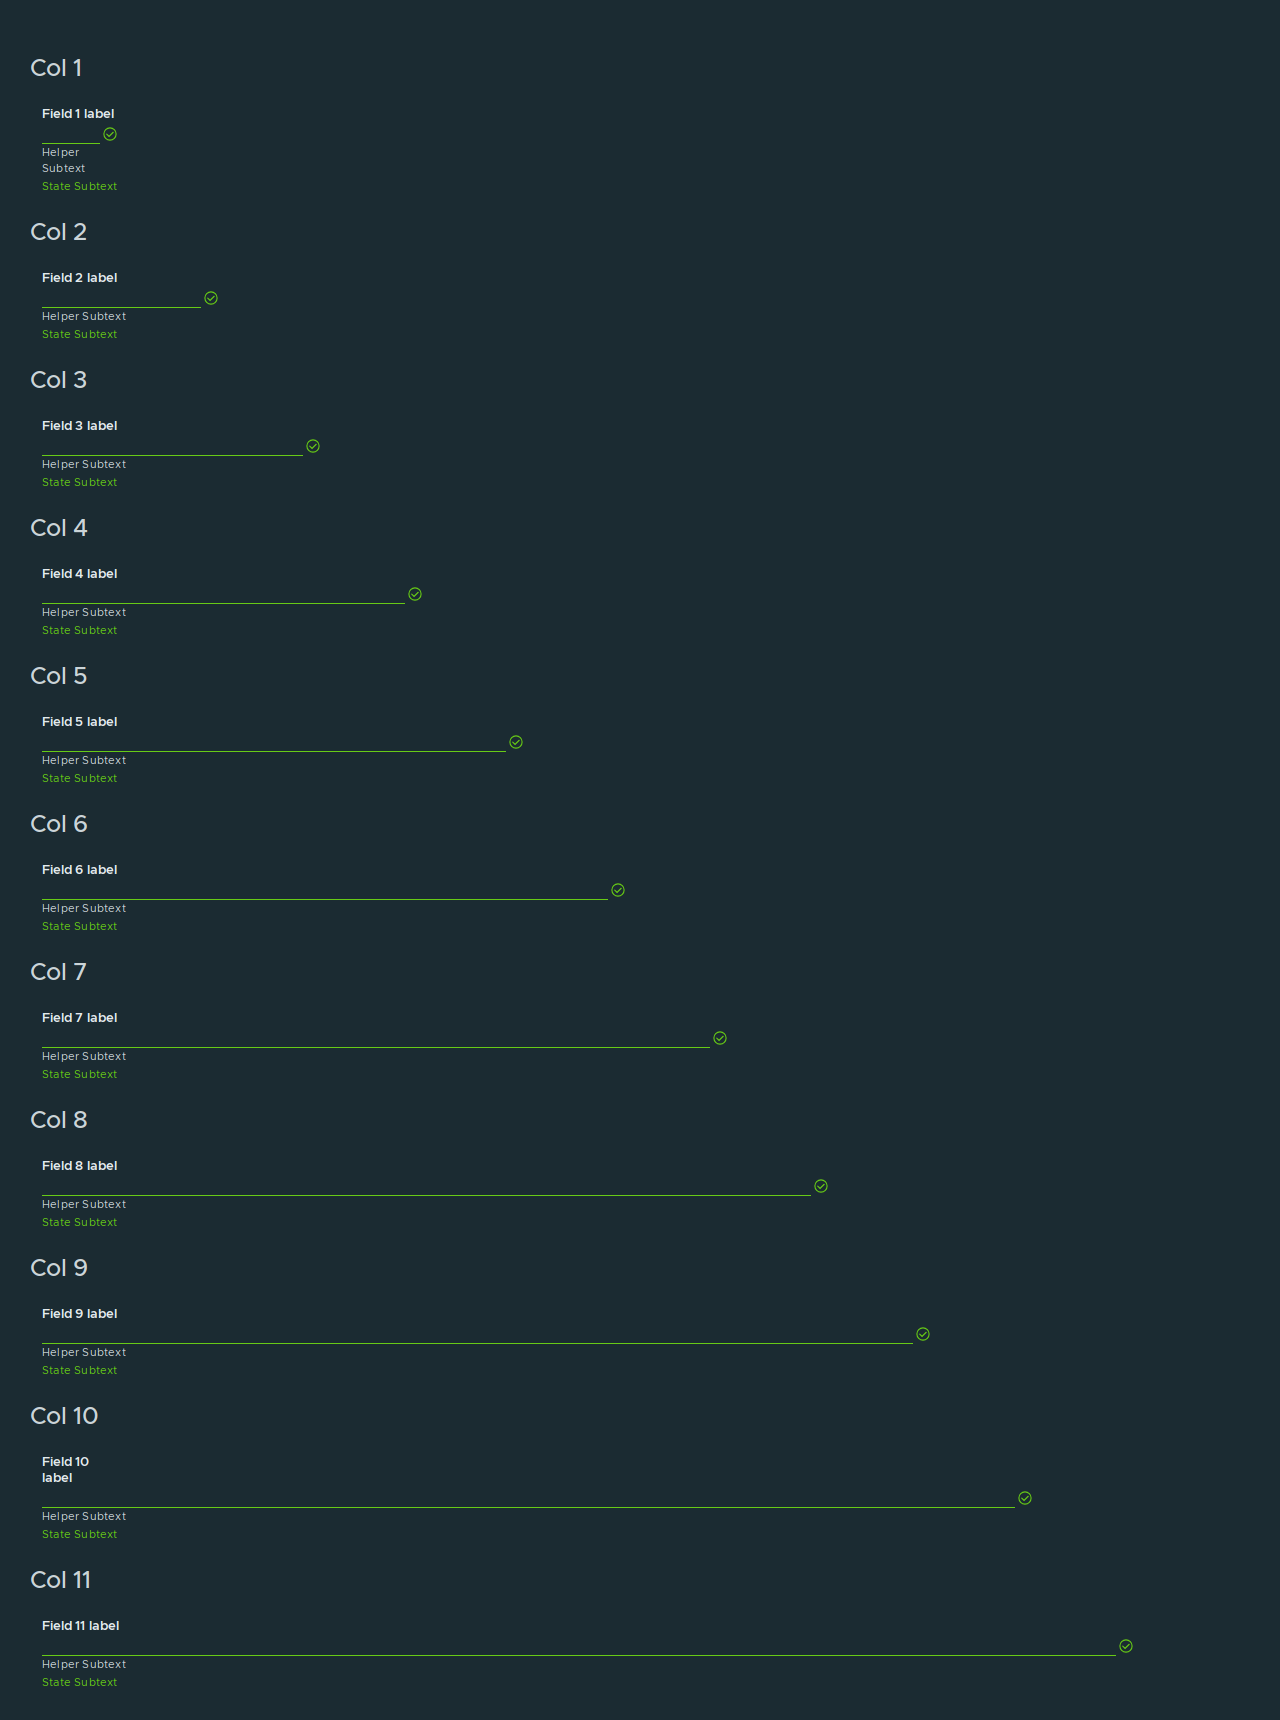 Col 1
Field 1 label
Helper
Subtext
State Subtext
Col 2
Field 2 label
Helper Subtext
State Subtext
Col 3
Field 3 label
Helper Subtext
State Subtext
Col 4
Field 4 label
Helper Subtext
State Subtext
Col 5
Field 5 label
Helper Subtext
State Subtext
Col 6
Field 6 label
Helper Subtext
State Subtext
Col 7
Field 7 label
Helper Subtext
State Subtext
Col 8
Field 8 label
Helper Subtext
State Subtext
Col 9
Field 9 label
Helper Subtext
State Subtext
Col 10
Field 10
label
Helper Subtext
State Subtext
Col 11
Field 11 label
Helper Subtext
State Subtext